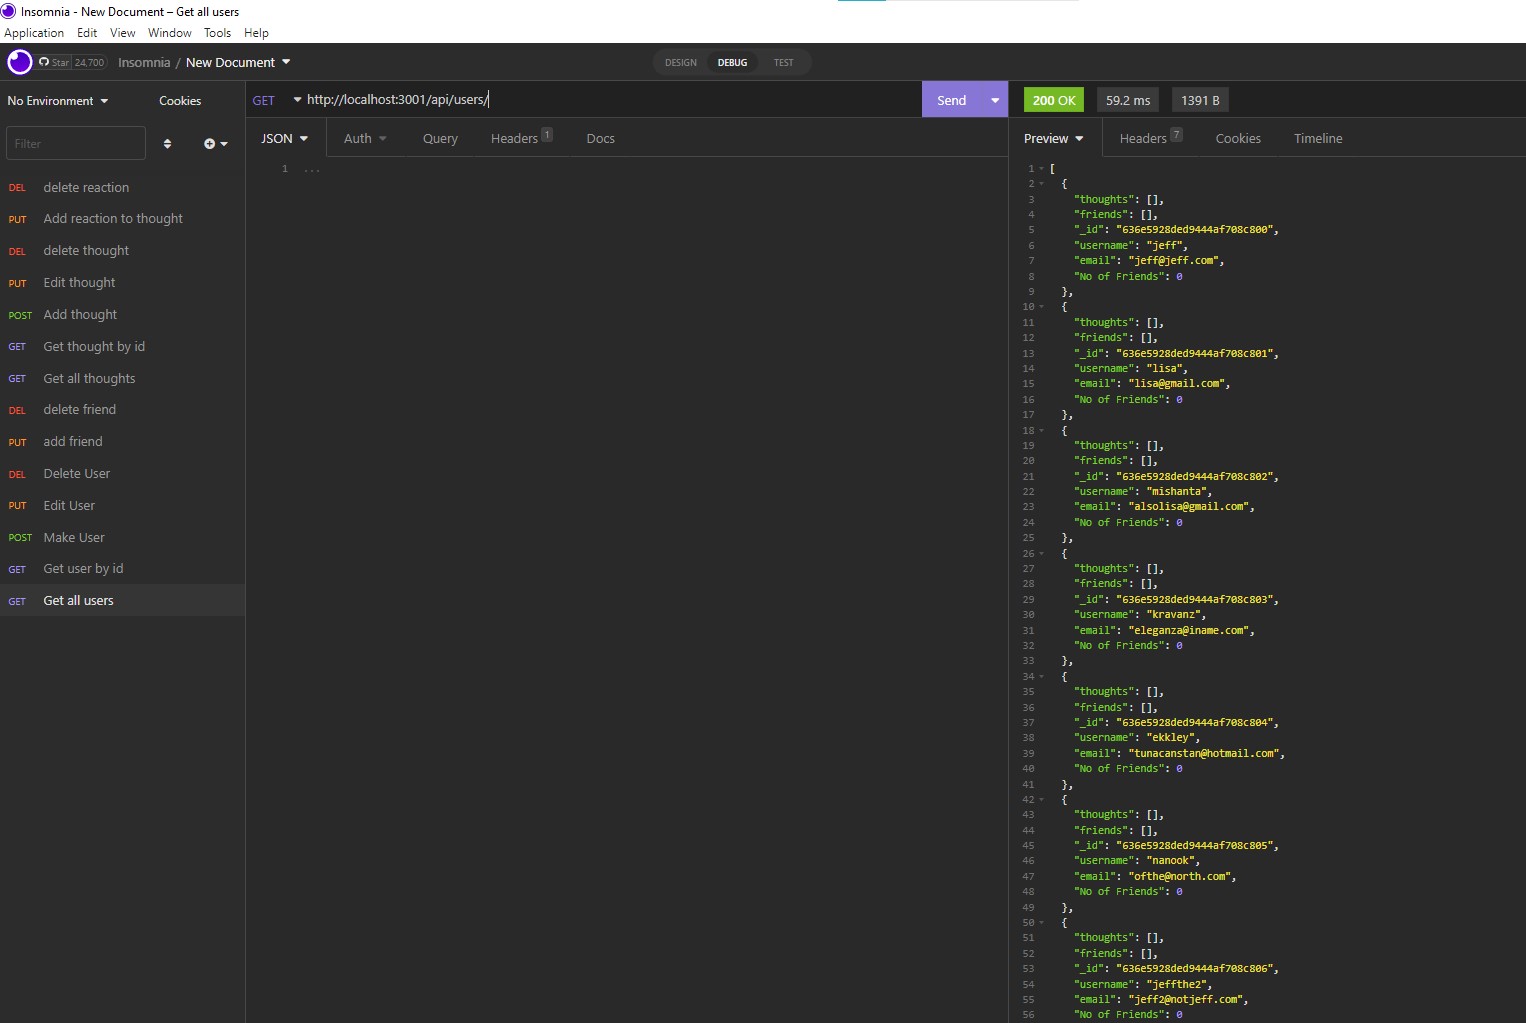 Insomnia - New Document – Get all users
Application Edit View Window Tools Help
Star 24,700 Insomnia / New Document DESIGN DEBUG TEST
No Environment Cookies
Filter
DEL delete reaction
PUT Add reaction to thought
DEL delete thought
PUT Edit thought
POST Add thought
GET Get thought by id
GET Get all thoughts
DEL delete friend
PUT add friend
DEL Delete User
PUT Edit User
POST Make User
GET Get user by id
GET Get all users
GET http://localhost:3001/api/users/ Send
JSON Auth Query Headers 1 Docs
1 ...
200 OK 59.2 ms 1391 B
Preview Headers 7 Cookies Timeline
1 [
2 {
3 "thoughts": [],
4 "friends": [],
5 "_id": "636e5928ded9444af708c800",
6 "username": "jeff",
7 "email": "jeff@jeff.com",
8 "No of Friends": 0
9 },
10 {
11 "thoughts": [],
12 "friends": [],
13 "_id": "636e5928ded9444af708c801",
14 "username": "lisa",
15 "email": "lisa@gmail.com",
16 "No of Friends": 0
17 },
18 {
19 "thoughts": [],
20 "friends": [],
21 "_id": "636e5928ded9444af708c802",
22 "username": "mishanta",
23 "email": "alsolisa@gmail.com",
24 "No of Friends": 0
25 },
26 {
27 "thoughts": [],
28 "friends": [],
29 "_id": "636e5928ded9444af708c803",
30 "username": "kravanz",
31 "email": "eleganza@iname.com",
32 "No of Friends": 0
33 },
34 {
35 "thoughts": [],
36 "friends": [],
37 "_id": "636e5928ded9444af708c804",
38 "username": "ekkley",
39 "email": "tunacanstan@hotmail.com",
40 "No of Friends": 0
41 },
42 {
43 "thoughts": [],
44 "friends": [],
45 "_id": "636e5928ded9444af708c805",
46 "username": "nanook",
47 "email": "ofthe@north.com",
48 "No of Friends": 0
49 },
50 {
51 "thoughts": [],
52 "friends": [],
53 "_id": "636e5928ded9444af708c806",
54 "username": "jeffthe2",
55 "email": "jeff2@notjeff.com",
56 "No of Friends": 0